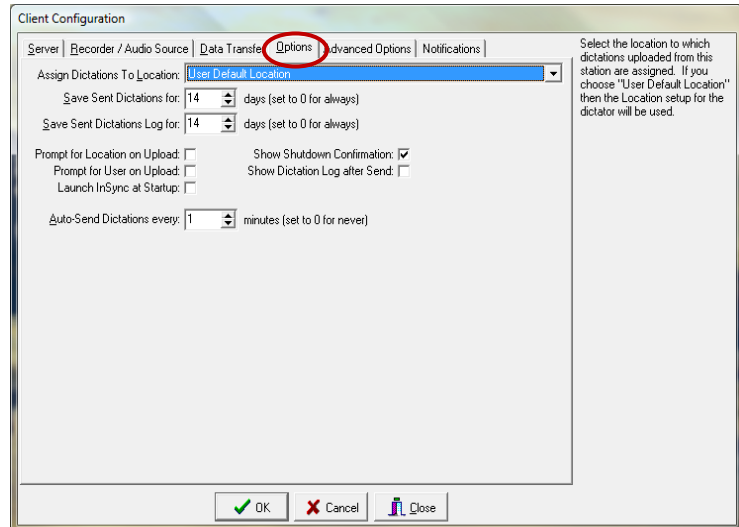 Client Configuration
Server Recorder / Audio Source Data Transfer Options Advanced Options Notifications
Assign Dictations To Location: User Default Location
Save Sent Dictations for: 14 days (set to 0 for always)
Save Sent Dictations Log for: 14 days (set to 0 for always)
Prompt for Location on Upload: Show Shutdown Confirmation:
Prompt for User on Upload: Show Dictation Log after Send:
Launch InSync at Startup:
Auto-Send Dictations every: 1 minutes (set to 0 for never)
Select the location to which
dictations uploaded from this
station are assigned. If you
choose "User Default Location"
then the Location setup for the
dictator will be used.
OK Cancel Close